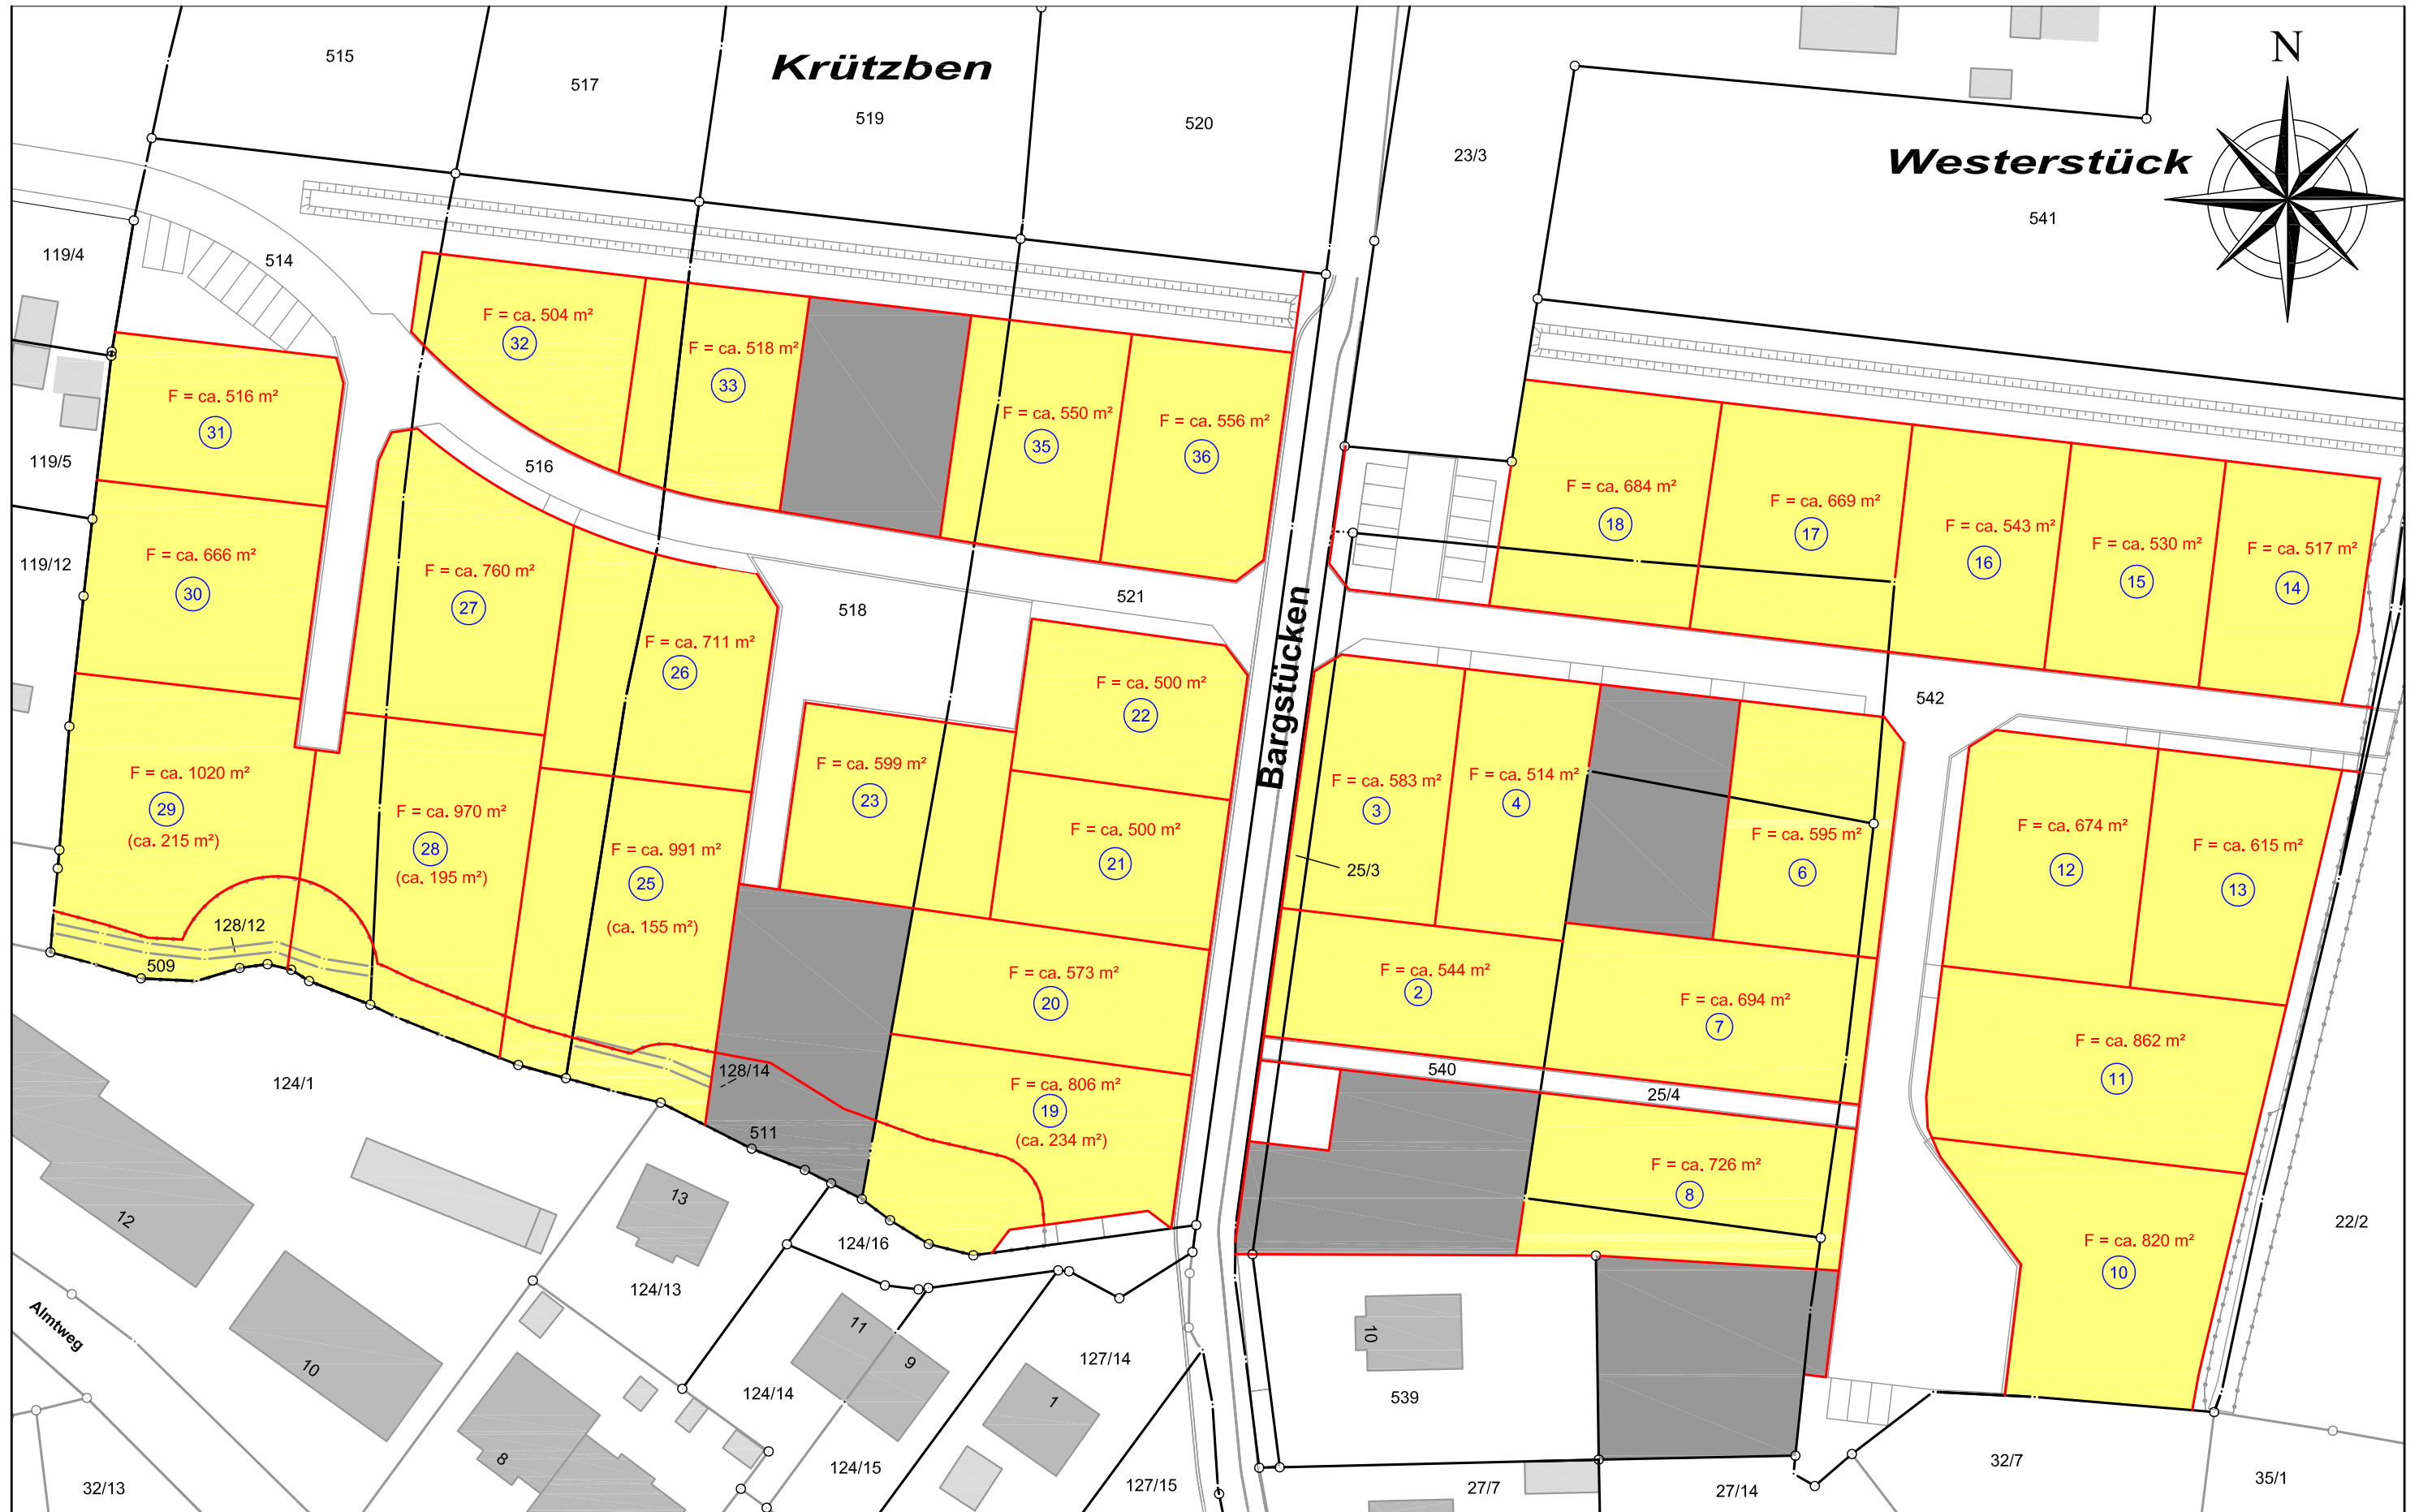 515
517
Krützben
519
520
23/3
Westerstück
N
541
119/4
514
119/5
119/12
F = ca. 504 m²
32
F = ca. 518 m²
33
F = ca. 550 m²
35
F = ca. 556 m²
36
F = ca. 516 m²
31
516
F = ca. 666 m²
30
F = ca. 760 m²
27
F = ca. 711 m²
26
518
521
F = ca. 684 m²
18
F = ca. 669 m²
17
F = ca. 543 m²
16
F = ca. 530 m²
15
F = ca. 517 m²
14
542
Bargstücken
F = ca. 500 m²
22
F = ca. 599 m²
23
F = ca. 500 m²
21
F = ca. 1020 m²
29
(ca. 215 m²)
F = ca. 970 m²
28
(ca. 195 m²)
F = ca. 991 m²
25
(ca. 155 m²)
128/12
509
F = ca. 573 m²
20
F = ca. 806 m²
19
(ca. 234 m²)
128/14
511
F = ca. 583 m²
3
F = ca. 514 m²
4
F = ca. 595 m²
6
25/3
F = ca. 544 m²
2
F = ca. 694 m²
7
540
25/4
F = ca. 726 m²
8
F = ca. 674 m²
12
F = ca. 615 m²
13
F = ca. 862 m²
11
F = ca. 820 m²
10
22/2
124/1
12
10
Almtweg
32/13
8
13
124/13
124/16
11
9
124/14
124/15
1
127/14
127/15
10
539
27/7
27/14
32/7
35/1